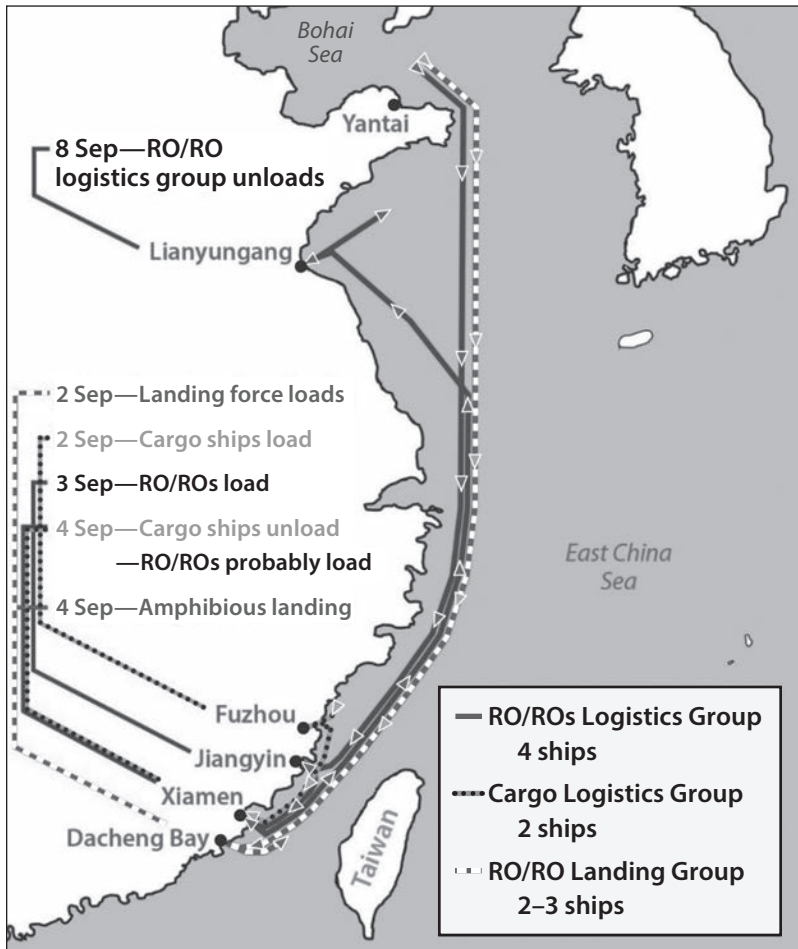 Bohai
Sea
Yantai
8 Sep—RO/RO
logistics group unloads
Lianyungang
2 Sep—Landing force loads
2 Sep—Cargo ships load
3 Sep—RO/ROs load
4 Sep—Cargo ships unload
—RO/ROs probably load
4 Sep—Amphibious landing
East China
Sea
Fuzhou
Jiangyin
Xiamen
Dacheng Bay
Taiwan
RO/ROs Logistics Group
4 ships
Cargo Logistics Group
2 ships
RO/RO Landing Group
2–3 ships